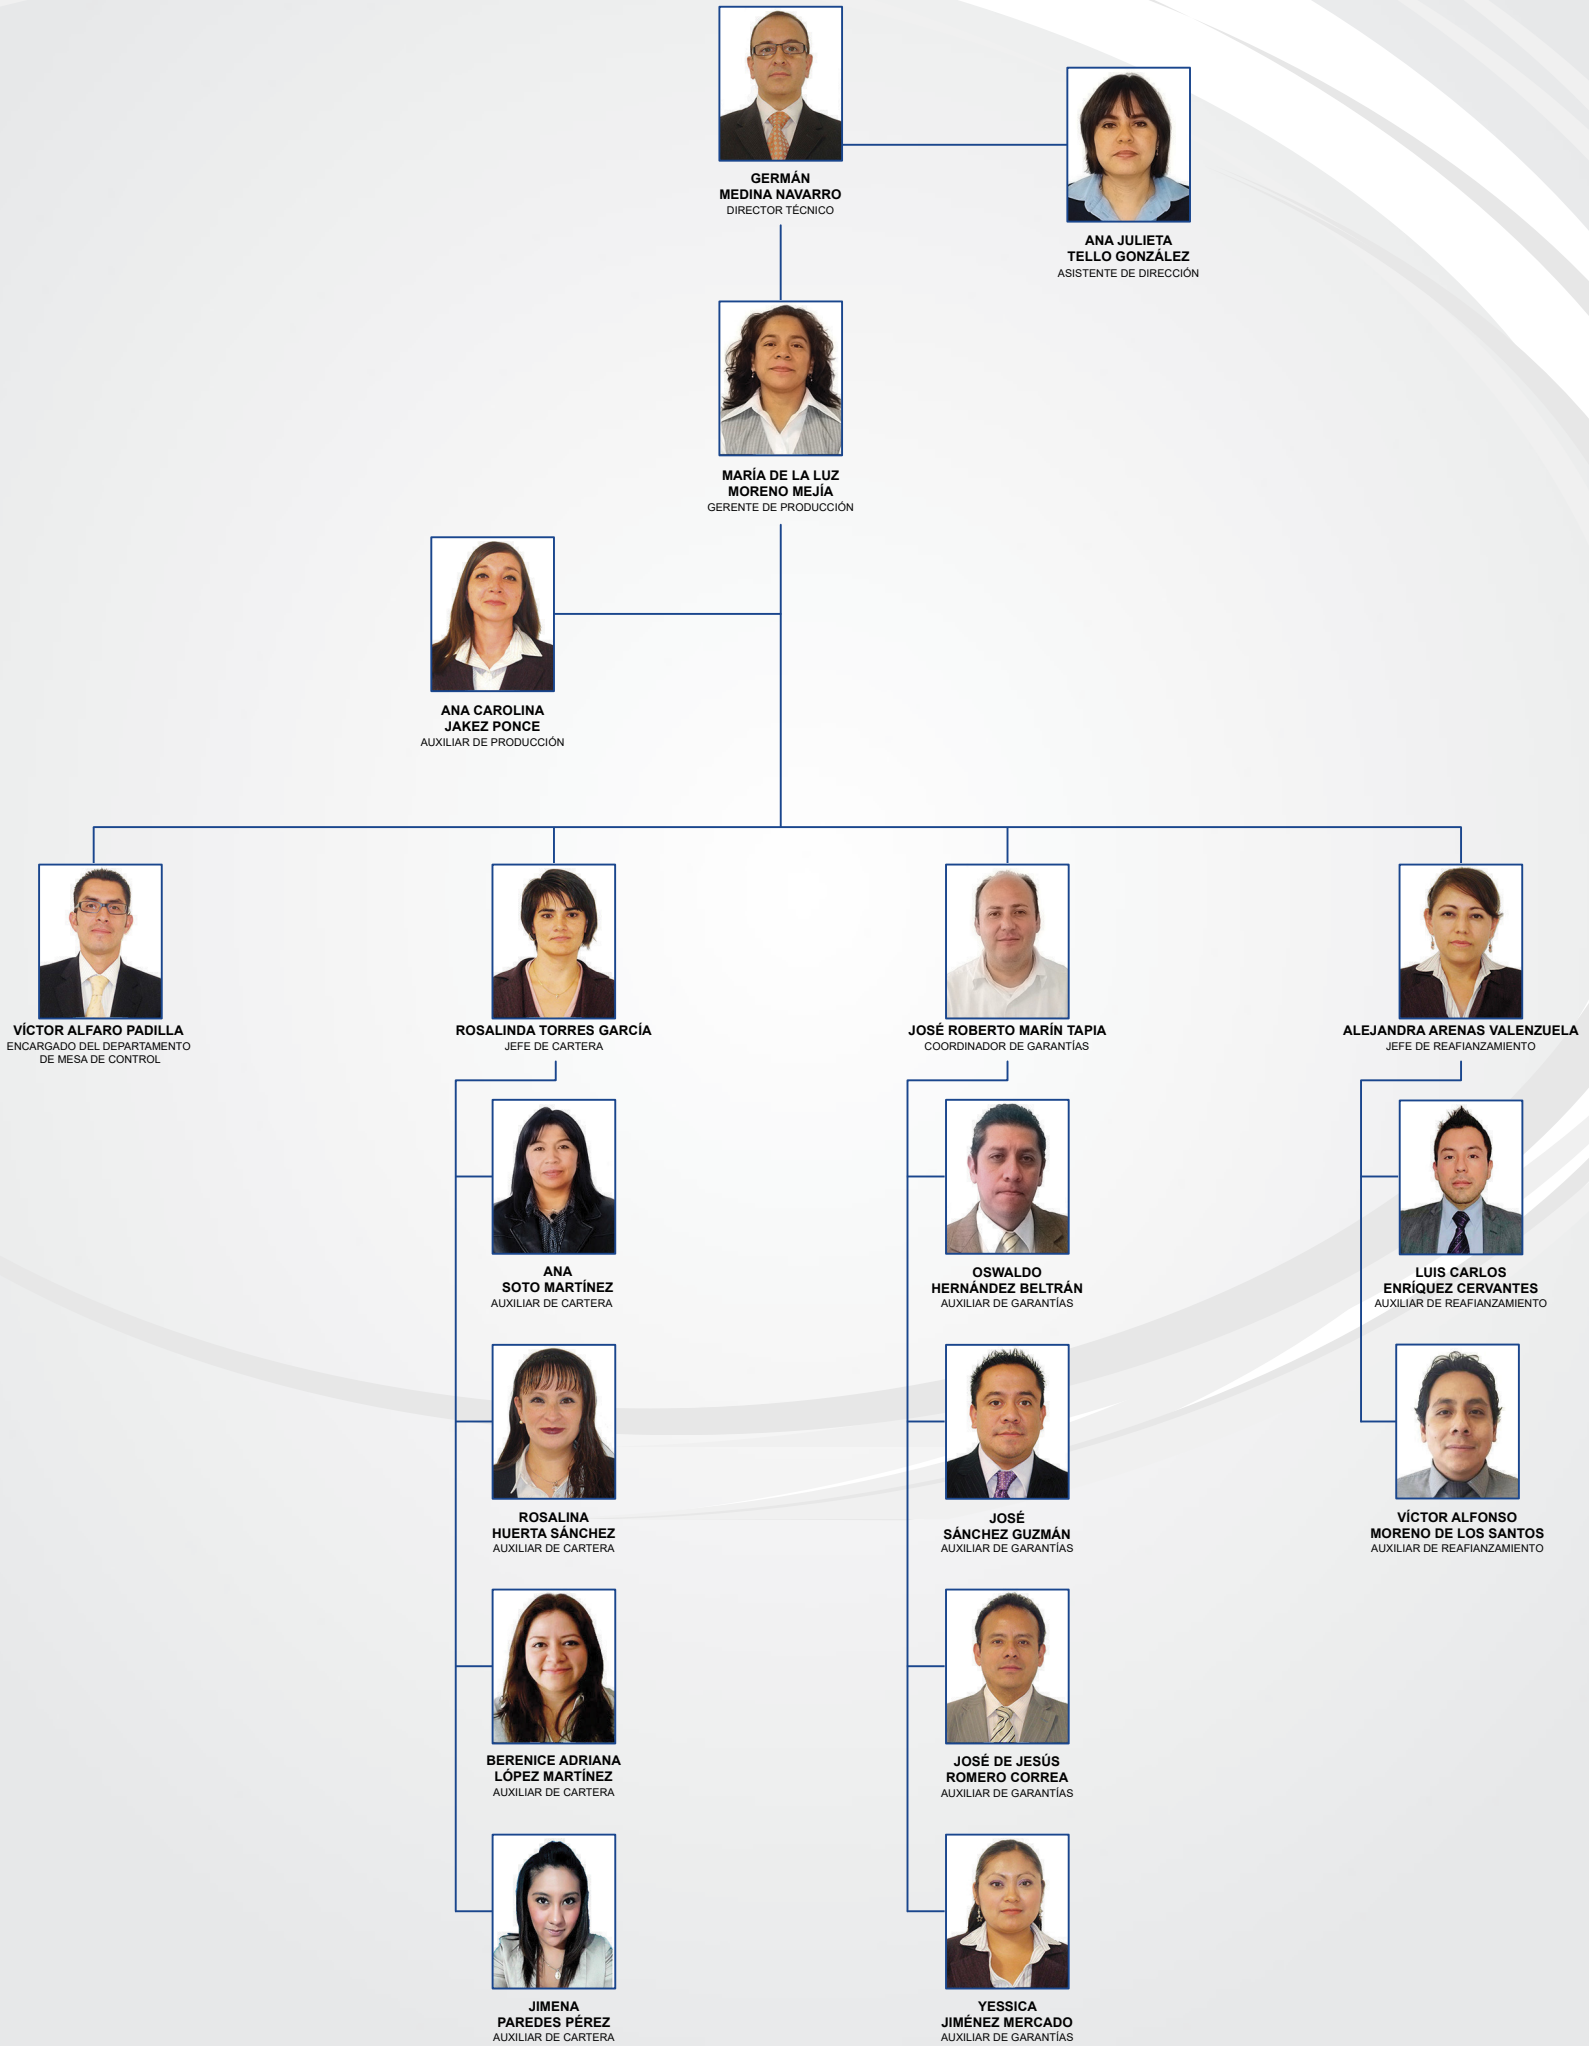 GERMÁN
MEDINA NAVARRO
DIRECTOR TÉCNICO
ANA JULIETA
TELLO GONZÁLEZ
ASISTENTE DE DIRECCIÓN
MARÍA DE LA LUZ
MORENO MEJÍA
GERENTE DE PRODUCCIÓN
ANA CAROLINA
JAKEZ PONCE
AUXILIAR DE PRODUCCIÓN
VÍCTOR ALFARO PADILLA
ENCARGADO DEL DEPARTAMENTO
DE MESA DE CONTROL
ROSALINDA TORRES GARCÍA
JEFE DE CARTERA
JOSÉ ROBERTO MARÍN TAPIA
COORDINADOR DE GARANTÍAS
ALEJANDRA ARENAS VALENZUELA
JEFE DE REAFIANZAMIENTO
ANA
SOTO MARTÍNEZ
AUXILIAR DE CARTERA
OSWALDO
HERNÁNDEZ BELTRÁN
AUXILIAR DE GARANTÍAS
LUIS CARLOS
ENRÍQUEZ CERVANTES
AUXILIAR DE REAFIANZAMIENTO
ROSALINA
HUERTA SÁNCHEZ
AUXILIAR DE CARTERA
JOSÉ
SÁNCHEZ GUZMÁN
AUXILIAR DE GARANTÍAS
VÍCTOR ALFONSO
MORENO DE LOS SANTOS
AUXILIAR DE REAFIANZAMIENTO
BERENICE ADRIANA
LÓPEZ MARTÍNEZ
AUXILIAR DE CARTERA
JOSÉ DE JESÚS
ROMERO CORREA
AUXILIAR DE GARANTÍAS
JIMENA
PAREDES PÉREZ
AUXILIAR DE CARTERA
YESSICA
JIMÉNEZ MERCADO
AUXILIAR DE GARANTÍAS